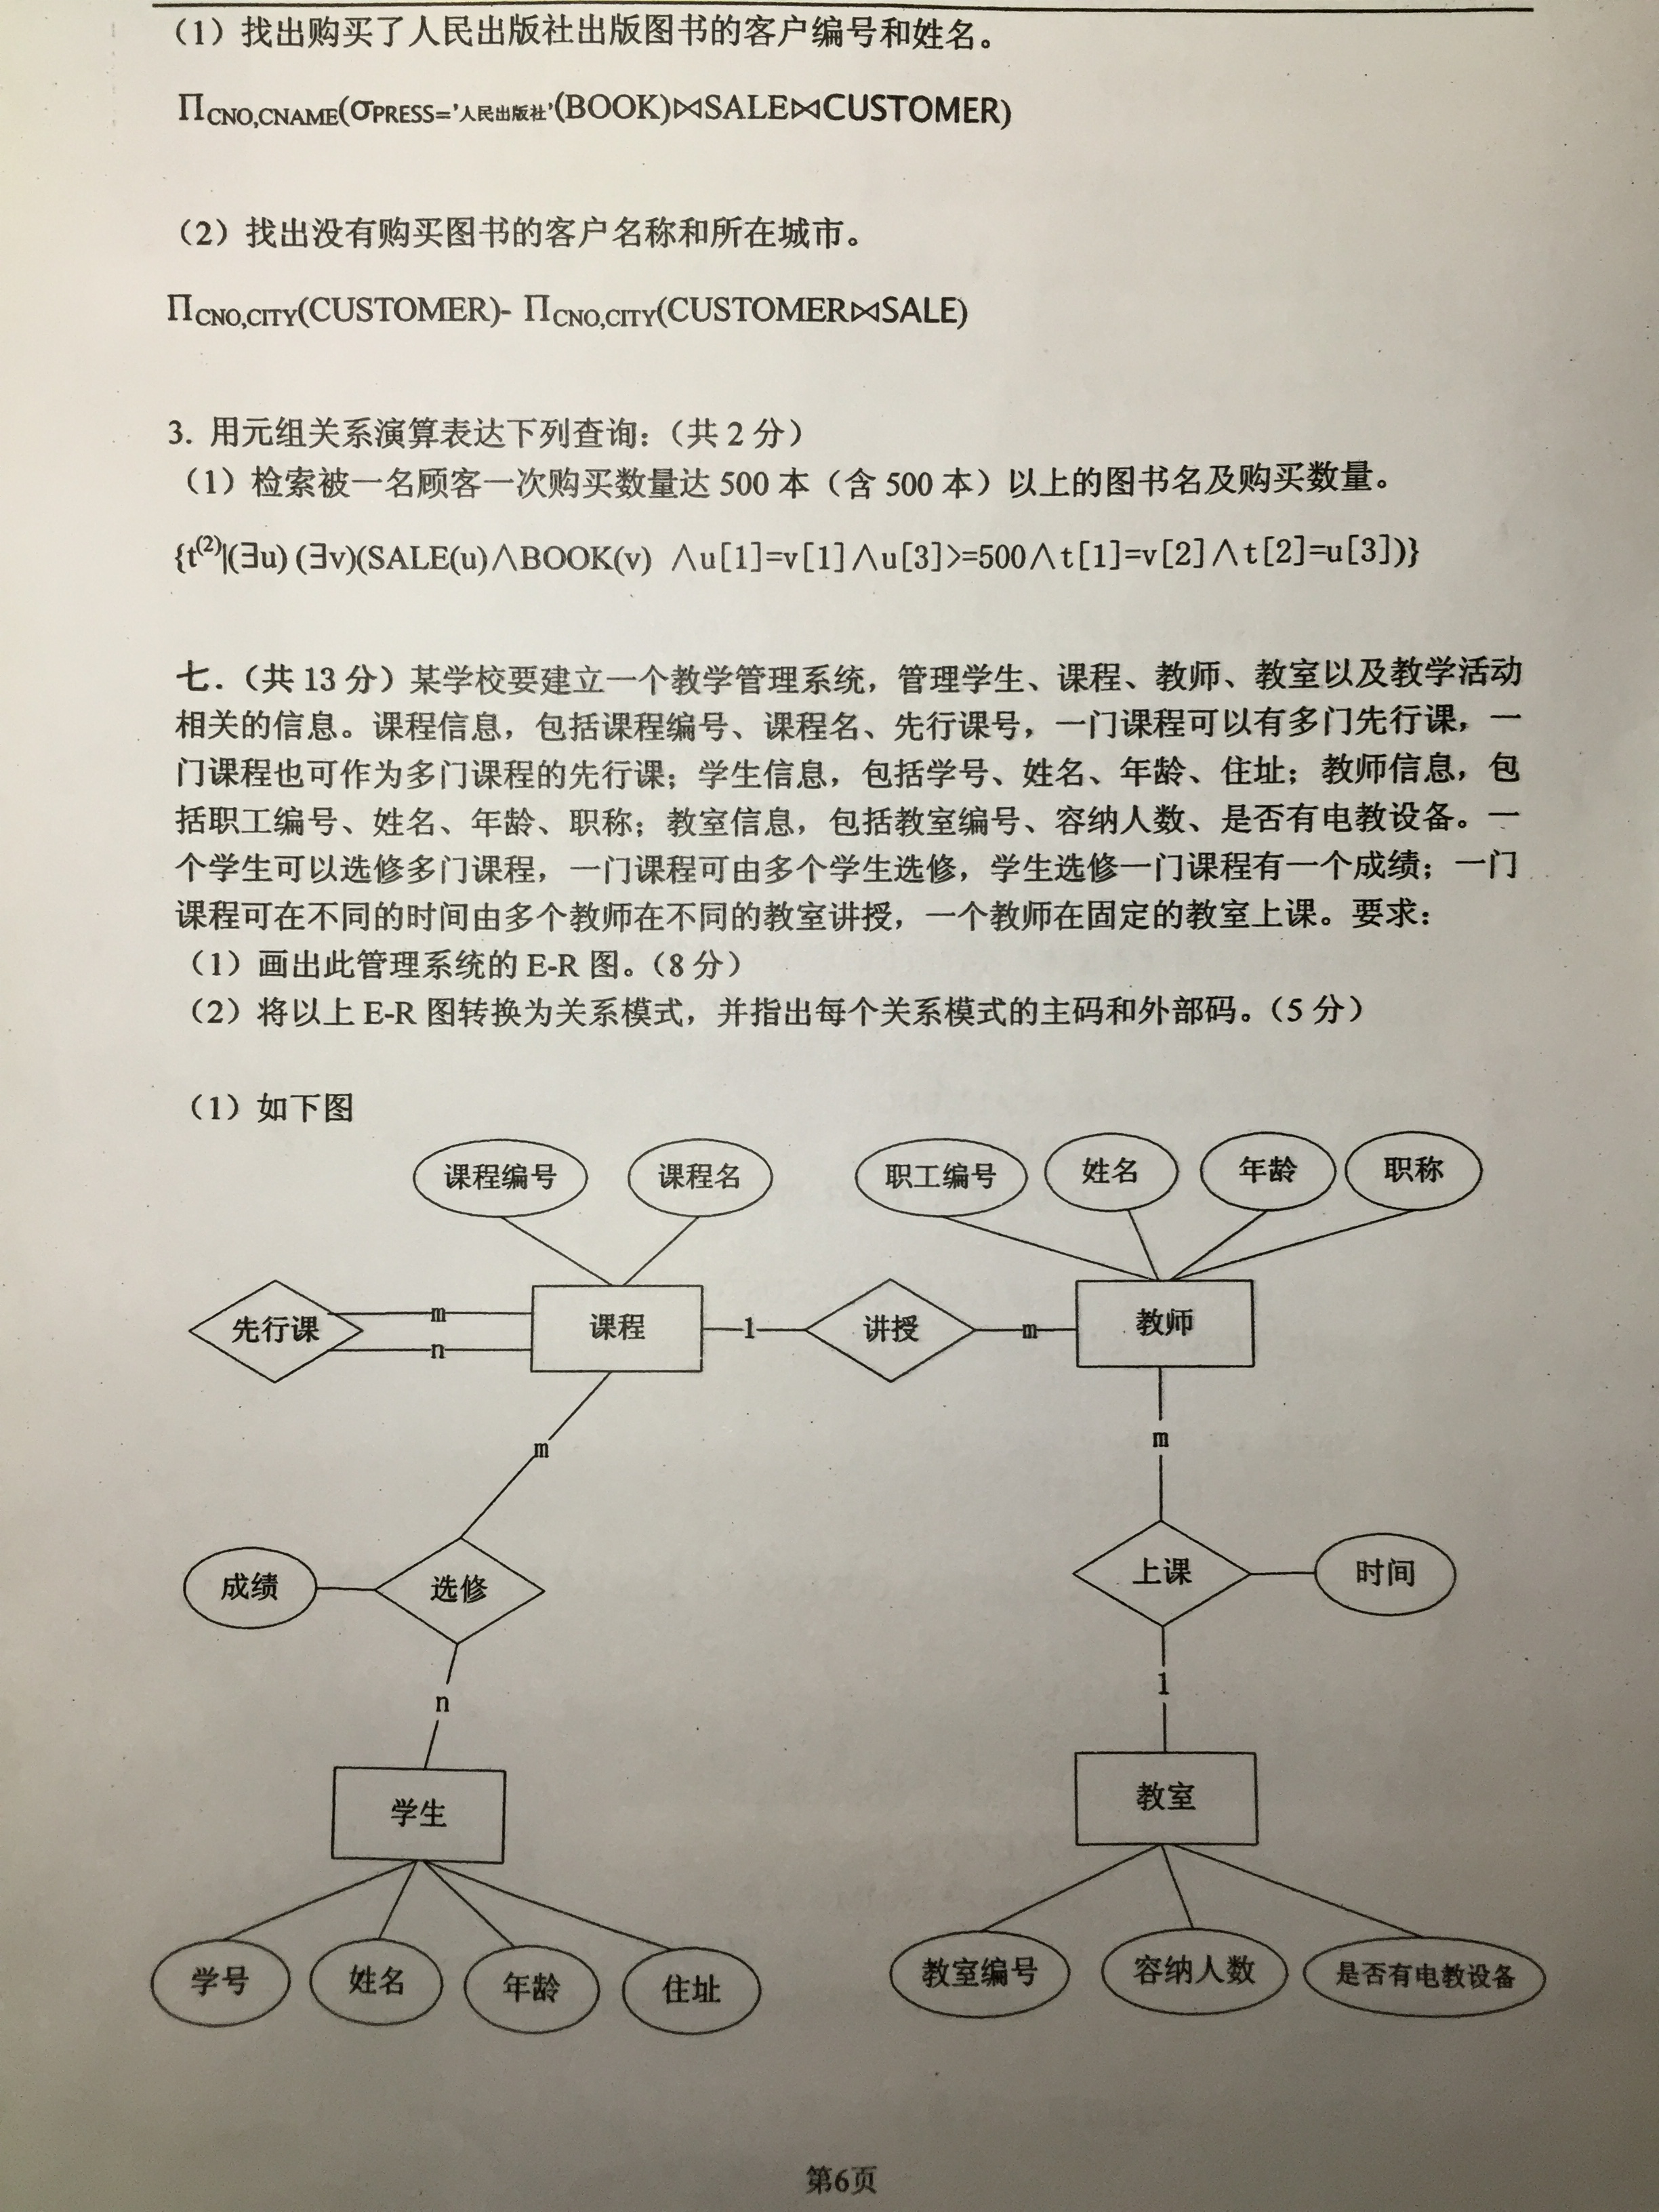 （1）找出购买了人民出版社出版图书的客户编号和姓名。
∏CNO,CNAME(σPRESS='人民出版社'(BOOK)⋈SALE⋈CUSTOMER)
（2）找出没有购买图书的客户名称和所在城市。
∏CNO,CITY(CUSTOMER)- ∏CNO,CITY(CUSTOMER⋈SALE)
3. 用元组关系演算表达下列查询：（共 2 分）
（1）检索被一名顾客一次购买数量达 500 本（含 500 本）以上的图书名及购买数量。
{t(2)|(∃u) (∃v)(SALE(u)∧BOOK(v) ∧u[1]=v[1]∧u[3]>=500∧t[1]=v[2]∧t[2]=u[3])}
七.（共 13 分）某学校要建立一个教学管理系统，管理学生、课程、教师、教室以及教学活动
相关的信息。课程信息，包括课程编号、课程名、先行课号，一门课程可以有多门先行课，一
门课程也可作为多门课程的先行课；学生信息，包括学号、姓名、年龄、住址；教师信息，包
括职工编号、姓名、年龄、职称；教室信息，包括教室编号、容纳人数、是否有电教设备。一
个学生可以选修多门课程，一门课程可由多个学生选修，学生选修一门课程有一个成绩；一门
课程可在不同的时间由多个教师在不同的教室讲授，一个教师在固定的教室上课。要求：
（1）画出此管理系统的 E-R 图。（8 分）
（2）将以上 E-R 图转换为关系模式，并指出每个关系模式的主码和外部码。（5 分）
（1）如下图
课程编号 课程名 职工编号 姓名 年龄 职称
先行课 m n 课程 1 讲授 m 教师
m m
成绩 选修 上课 时间
n 1
学生 教室
学号 姓名 年龄 住址 教室编号 容纳人数 是否有电教设备
第6页